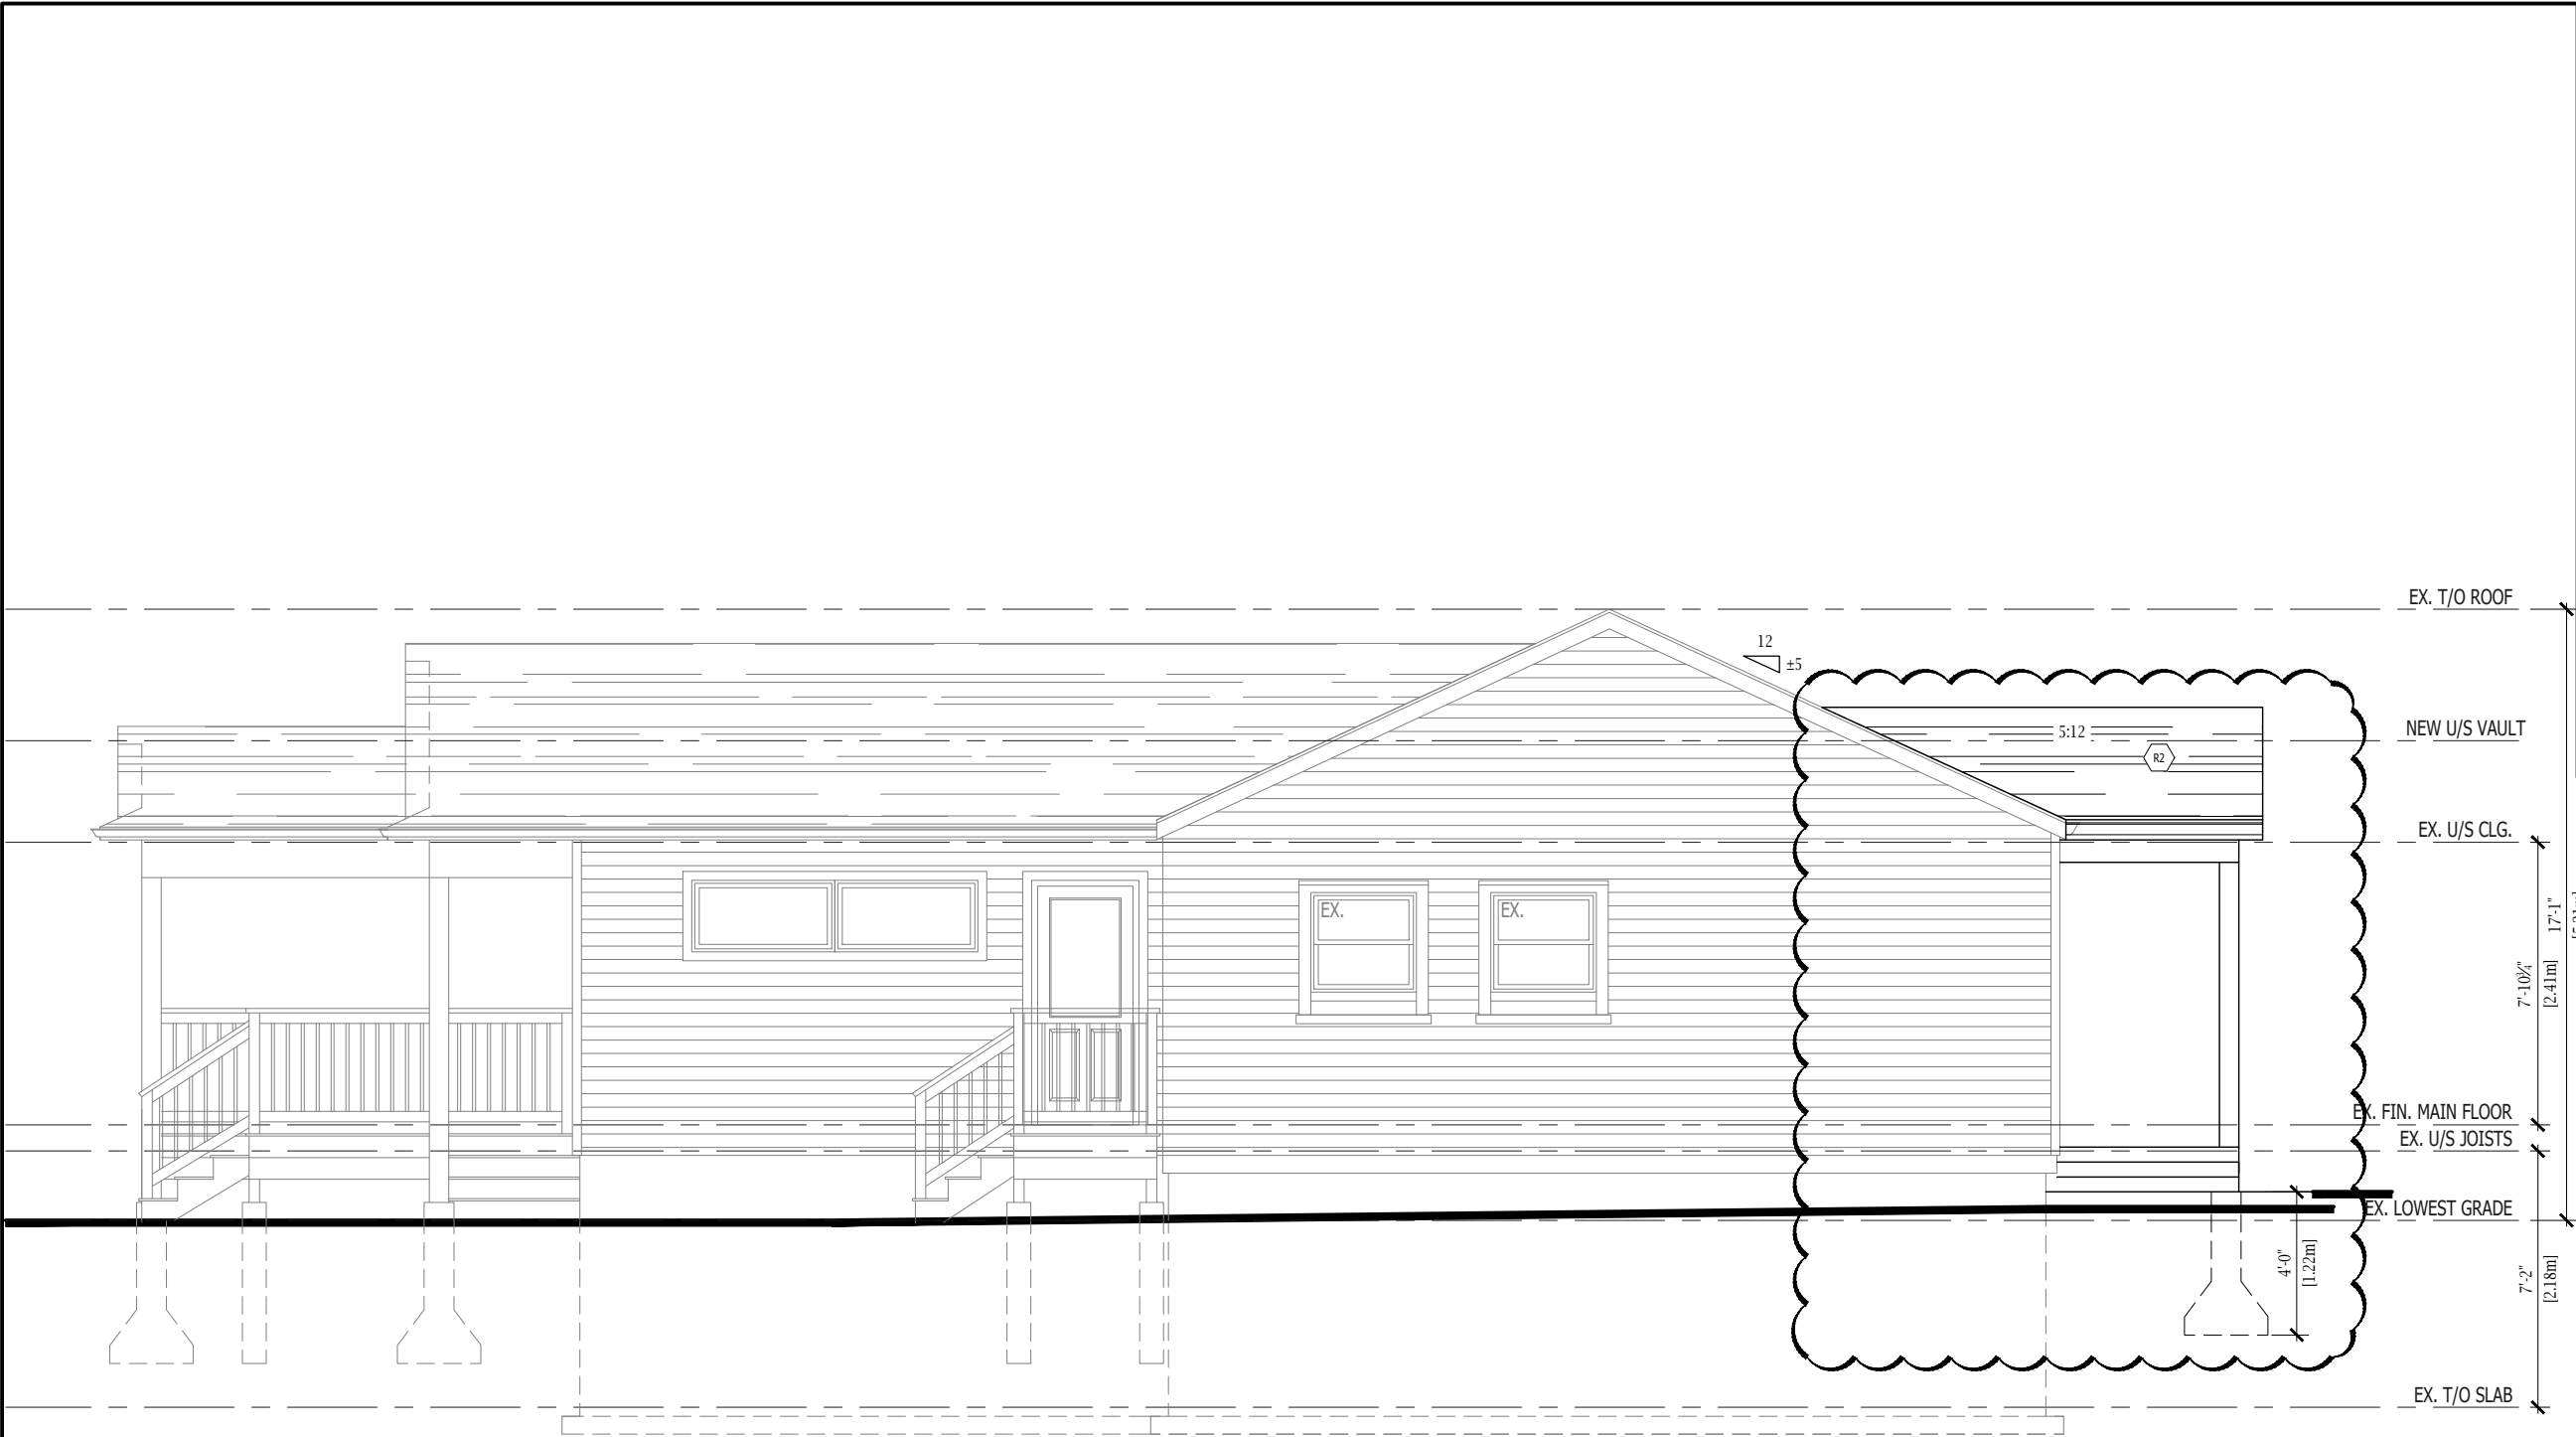 EX. T/O ROOF
12
±5
NEW U/S VAULT
5:12
R2
EX. U/S CLG.
EX.
EX.
17'-1"
7'-10¾"
[2.41m]
EX. FIN. MAIN FLOOR
EX. U/S JOISTS
EX. LOWEST GRADE
4'-0"
[1.22m]
7'-2"
[2.18m]
EX. T/O SLAB